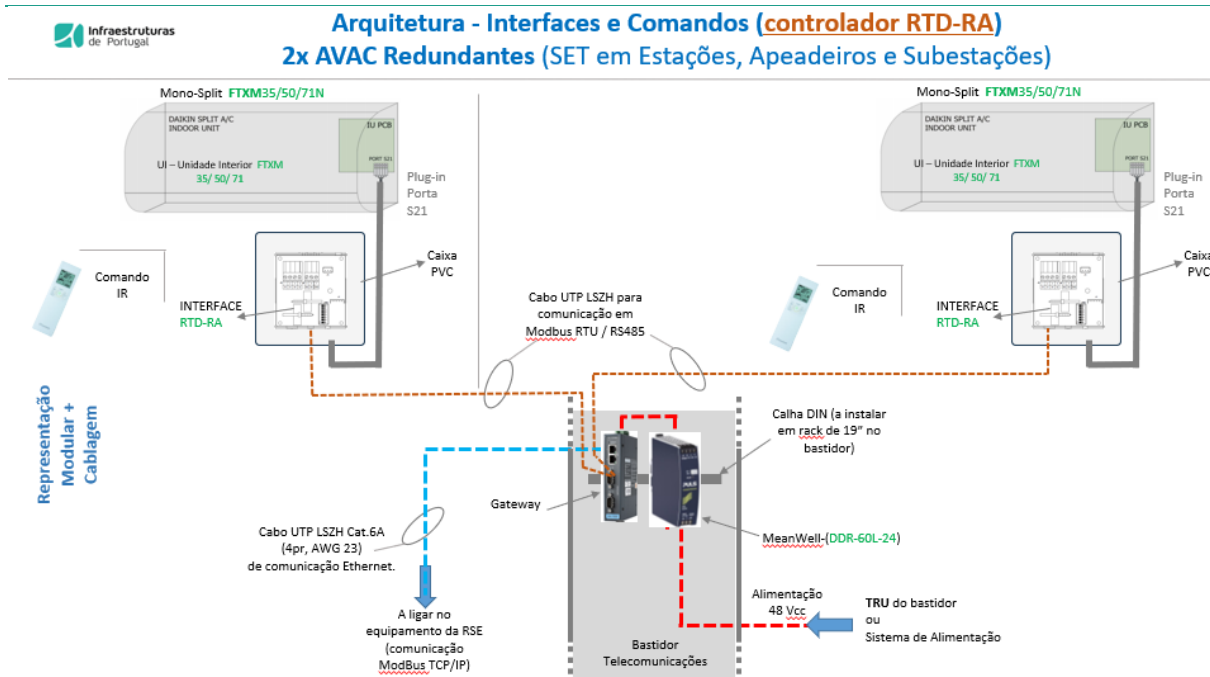 Infraestruturas
de Portugal
Arquitetura - Interfaces e Comandos (controlador RTD-RA)
2x AVAC Redundantes (SET em Estações, Apeadeiros e Subestações)
Mono-Split FTXM35/50/71N
DAIKIN SPLIT A/C
INDOOR UNIT
IU PCB
PORT S21
UI – Unidade Interior FTXM
35/ 50/ 71
Plug-in
Porta
S21
Caixa
PVC
Comando
IR
INTERFACE
RTD-RA
Mono-Split FTXM35/50/71N
DAIKIN SPLIT A/C
INDOOR UNIT
IU PCB
PORT S21
UI – Unidade Interior FTXM
35/ 50/ 71
Plug-in
Porta
S21
Caixa
PVC
Comando
IR
INTERFACE
RTD-RA
Cabo UTP LSZH para
comunicação em
Modbus RTU / RS485
Representação
Modular +
Cablagem
Calha DIN (a instalar
em rack de 19” no
bastidor)
Gateway
PULS
MeanWell-(DDR-60L-24)
Cabo UTP LSZH Cat.6A
(4pr, AWG 23)
de comunicação Ethernet.
A ligar no
equipamento da RSE
(comunicação
ModBus TCP/IP)
Alimentação
48 Vcc
TRU do bastidor
ou
Sistema de Alimentação
Bastidor
Telecomunicações